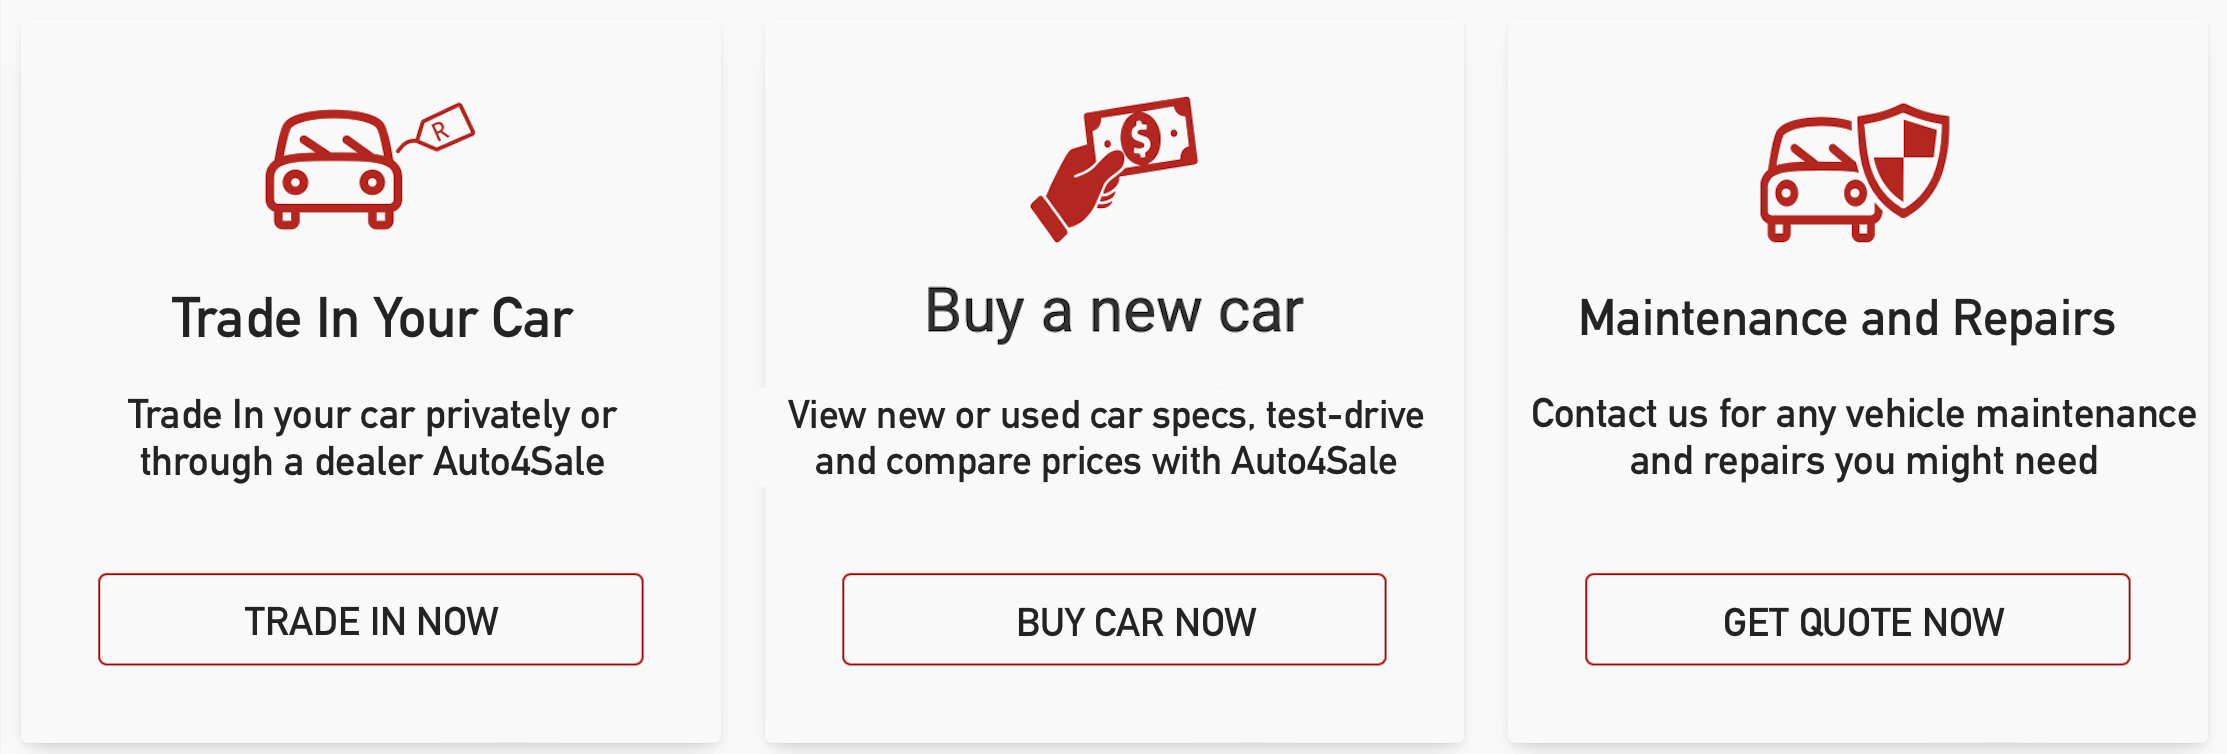 R
$
Trade In Your Car
Trade In your car privately or
through a dealer Auto4Sale
TRADE IN NOW
Buy a new car
View new or used car specs, test-drive
and compare prices with Auto4Sale
BUY CAR NOW
Maintenance and Repairs
Contact us for any vehicle maintenance
and repairs you might need
GET QUOTE NOW